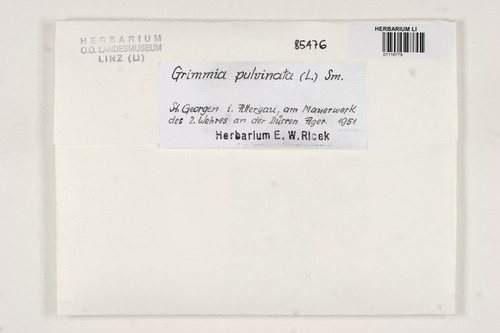 HERBARIUM
O.O. LANDESMUSEUM
LINZ (LI)
85476
HERBARIUM LI
01116779
Grimmia pulvinata (L.) Sm.
St. Georgen i. Attergau, am Mauerwerk
des 2. Wehres an der Dürren Ager. 1951
Herbarium E. W. Ricek